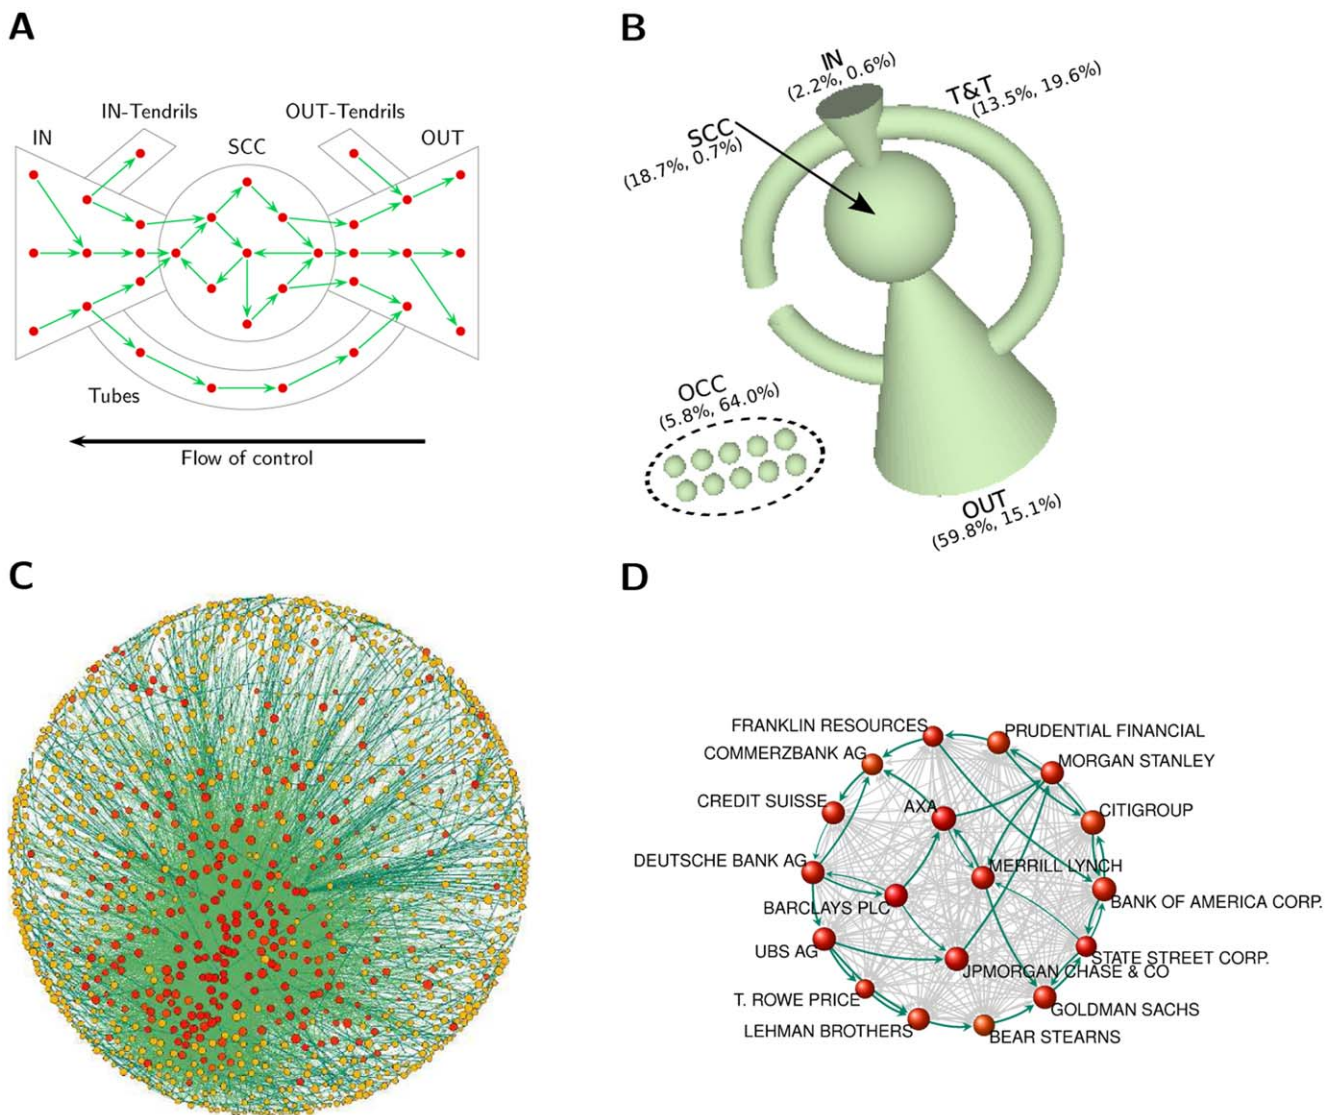 A
IN-Tendrils
OUT-Tendrils
IN
SCC
OUT
Tubes
Flow of control
B
IN
(2.2%, 0.6%)
T&T
(13.5%, 19.6%)
SCC
(18.7%, 0.7%)
OCC
(5.8%, 64.0%)
OUT
(59.8%, 15.1%)
C
D
FRANKLIN RESOURCES
PRUDENTIAL FINANCIAL
COMMERZBANK AG
MORGAN STANLEY
CREDIT SUISSE
AXA
CITIGROUP
DEUTSCHE BANK AG
MERRILL LYNCH
BARCLAYS PLC
BANK OF AMERICA CORP.
UBS AG
STATE STREET CORP.
JPMORGAN CHASE & CO
T. ROWE PRICE
GOLDMAN SACHS
LEHMAN BROTHERS
BEAR STEARNS